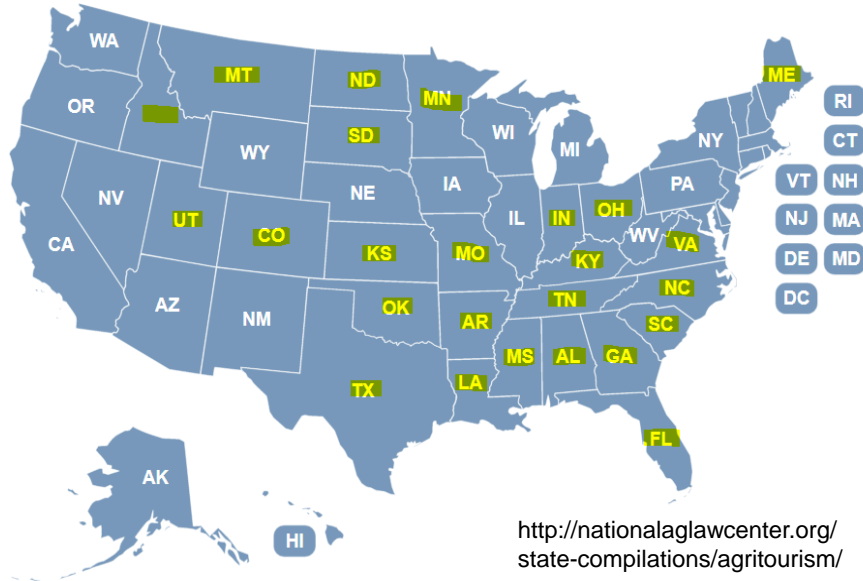 WA
MT
ND
MN
ME
OR
SD
WI
MI
NY
RI
WY
CT
NE
IA
PA
VT
NH
NV
UT
CO
IL
IN
OH
NJ
MA
CA
KS
MO
WV
VA
KY
DE
MD
AZ
NM
OK
AR
TN
NC
DC
SC
TX
LA
MS
AL
GA
FL
AK
HI
http://nationalaglawcenter.org/
state-compilations/agritourism/